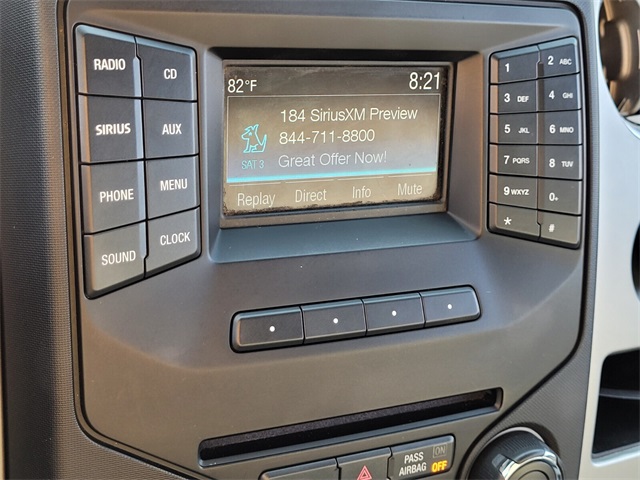 RADIO
CD
SIRIUS
AUX
PHONE
MENU
SOUND
CLOCK
82°F
8:21
184 SiriusXM Preview
844-711-8800
SAT 3
Great Offer Now!
Replay Direct Info Mute
1
2 ABC
3 DEF
4 GHI
5 JKL
6 MNO
7 PQRS
8 TUV
9 WXYZ
0+
*
#
PASS AIRBAG
ON
OFF